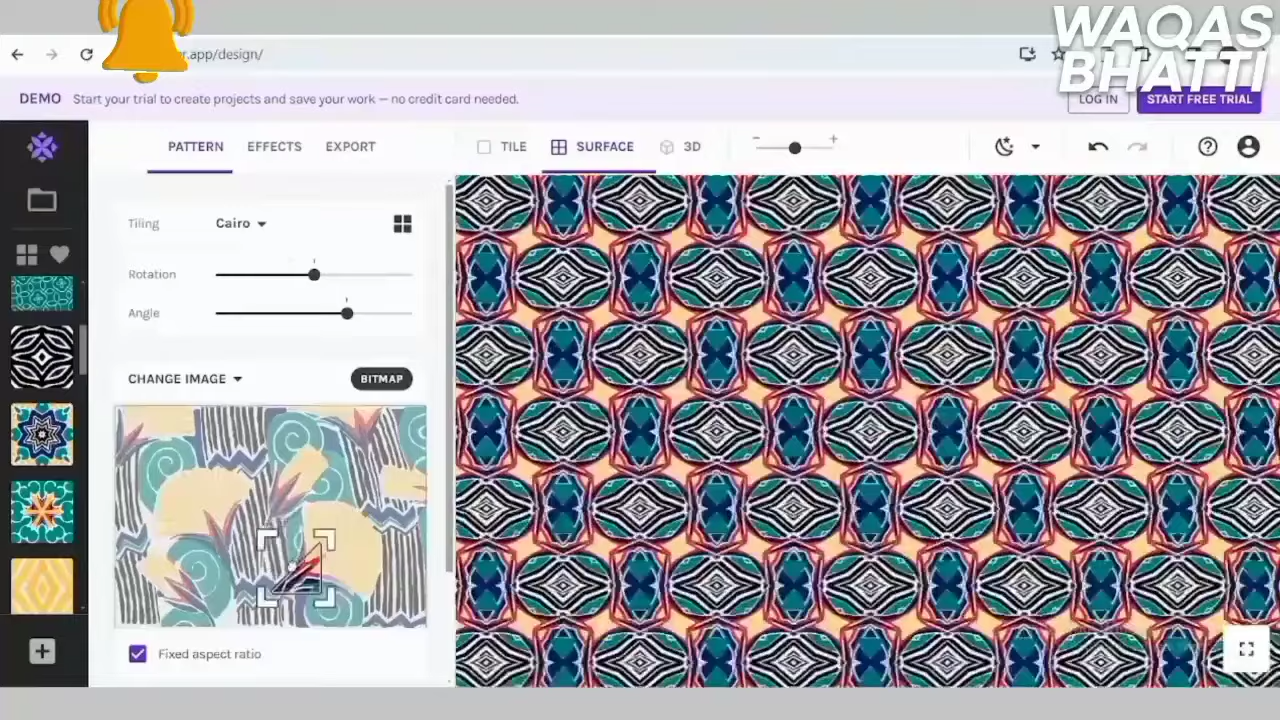 WAQAS
BHATTI
r.app/design/
DEMO Start your trial to create projects and save your work — no credit card needed.
LOG IN
START FREE TRIAL
PATTERN EFFECTS EXPORT
TILE SURFACE 3D
Tiling Cairo
Rotation
Angle
CHANGE IMAGE BITMAP
Fixed aspect ratio